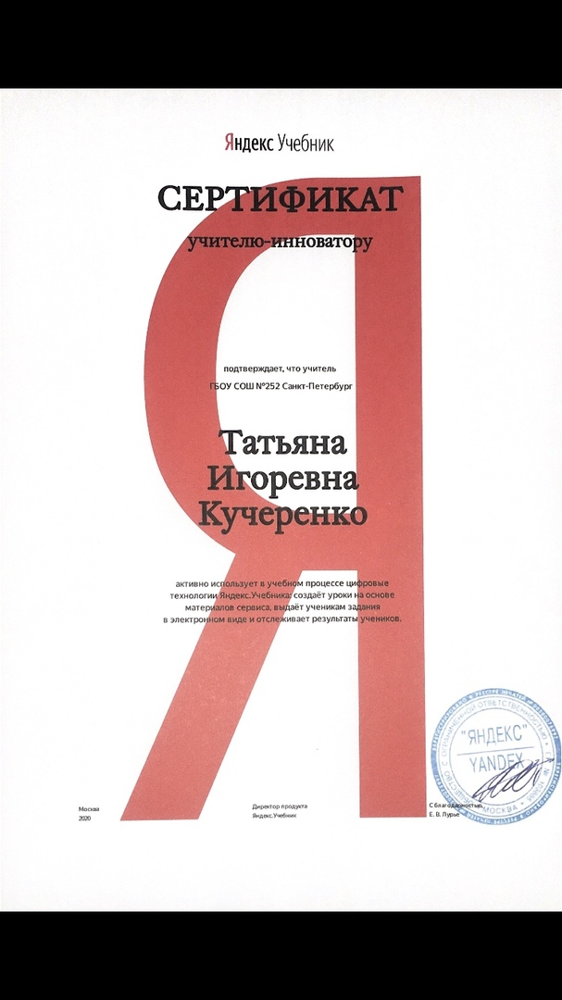 Яндекс Учебник
СЕРТИФИКАТ
учителю-инноватору
подтверждает, что учитель
ГБОУ СОШ №252 Санкт-Петербург
Татьяна
Игоревна
Кучеренко
активно использует в учебном процессе цифровые
технологии Яндекс.Учебника: создаёт уроки на основе
материалов сервиса, выдаёт ученикам задания
в электронном виде и отслеживает результаты учеников.
Москва
2020
Директор продукта
Яндекс.Учебник
С благодарностью,
Е. В. Лурье
С ОГРАНИЧЕННОЙ ОТВЕТСТВЕННОСТЬЮ
"ЯНДЕКС"
YANDEX
МОСКВА